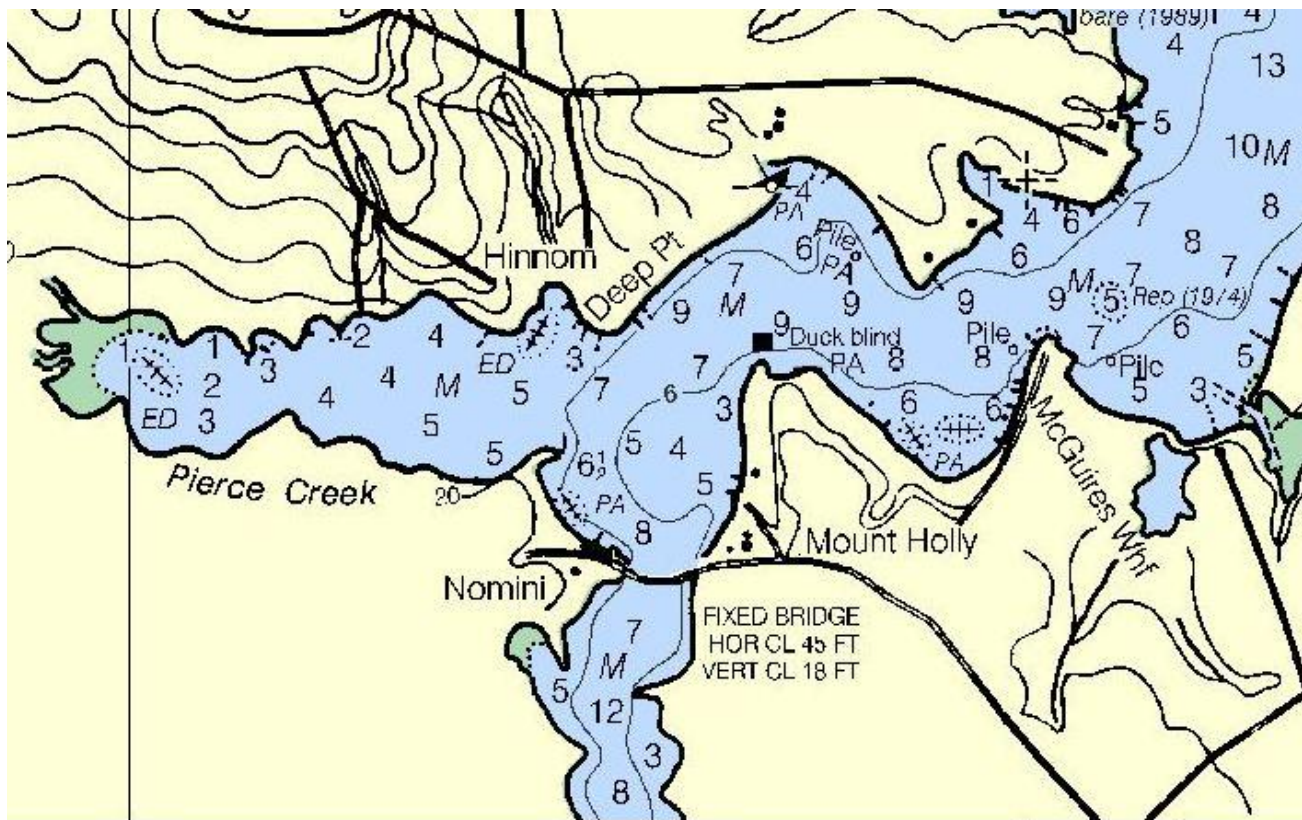 bare (1989)
4
4
13
5
10 M
1
4
PA
4
6
7
8
Hinnom
Deep Pt
Pile
PA
6
6
8
7
M
9
9
9
9
M
7
5
Rep (1974)
7
9
Duck blind
PA
8
Pile
8
7
6
Pile
5
5
3
1
1
2
3
2
4
4
4
M
ED
5
3
7
7
6
3
ED
3
5
5
6
5
4
5
6
6
PA
PA
8
Pierce Creek
20
McGuires Whf
Mount Holly
Nomini
FIXED BRIDGE
HOR CL 45 FT
VERT CL 18 FT
7
M
5
12
3
8